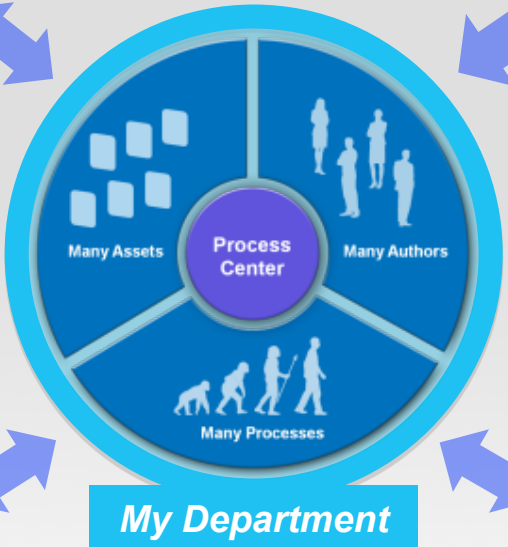 Process
Center
Many Assets
Many Authors
Many Processes
My Department